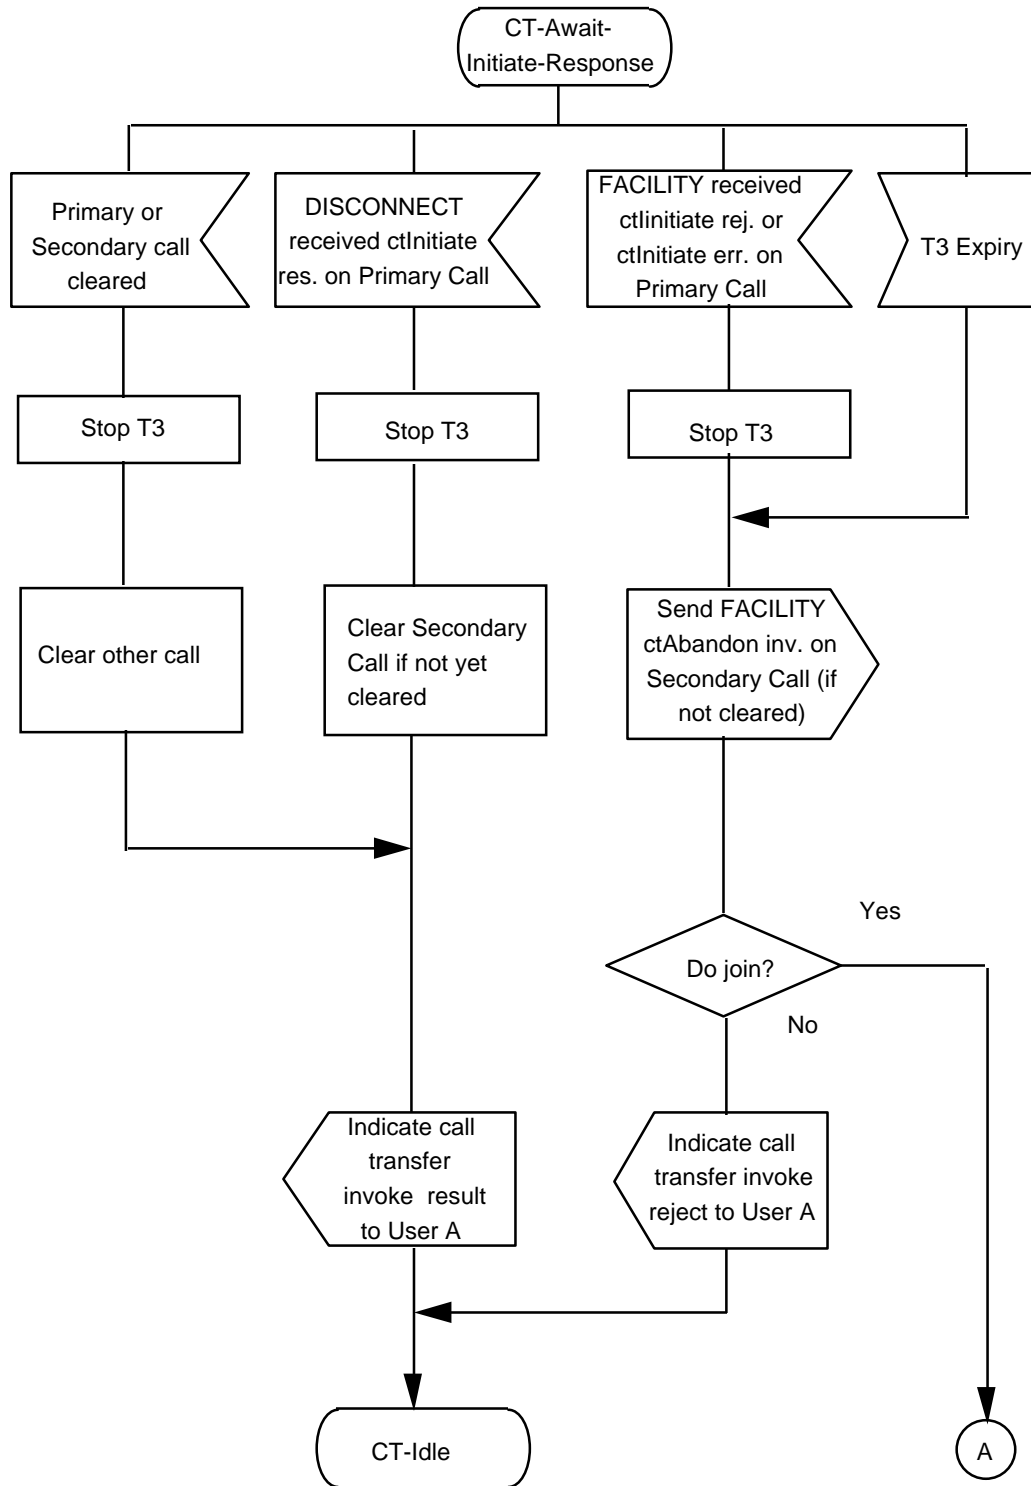 CT-Await-
Initiate-Response
Primary or
Secondary call
cleared
DISCONNECT
received ctInitiate
res. on Primary Call
FACILITY received
ctIinitiate rej. or
ctInitiate err. on
Primary Call
T3 Expiry
Stop T3
Stop T3
Stop T3
Clear other call
Clear Secondary
Call if not yet
cleared
Send FACILITY
ctAbandon inv. on
Secondary Call (if
not cleared)
Yes
Do join?
No
Indicate call
transfer
invoke  result
to User A
Indicate call
transfer invoke
reject to User A
CT-Idle
A